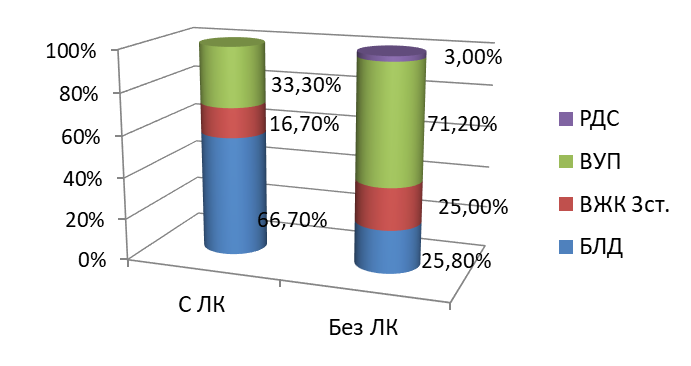 100%
80%
60%
40%
20%
0%
33,30%
16,70%
66,70%
3,00%
71,20%
25,00%
25,80%
С ЛК
Без ЛК
РДС
ВУП
ВЖК 3ст.
БЛД